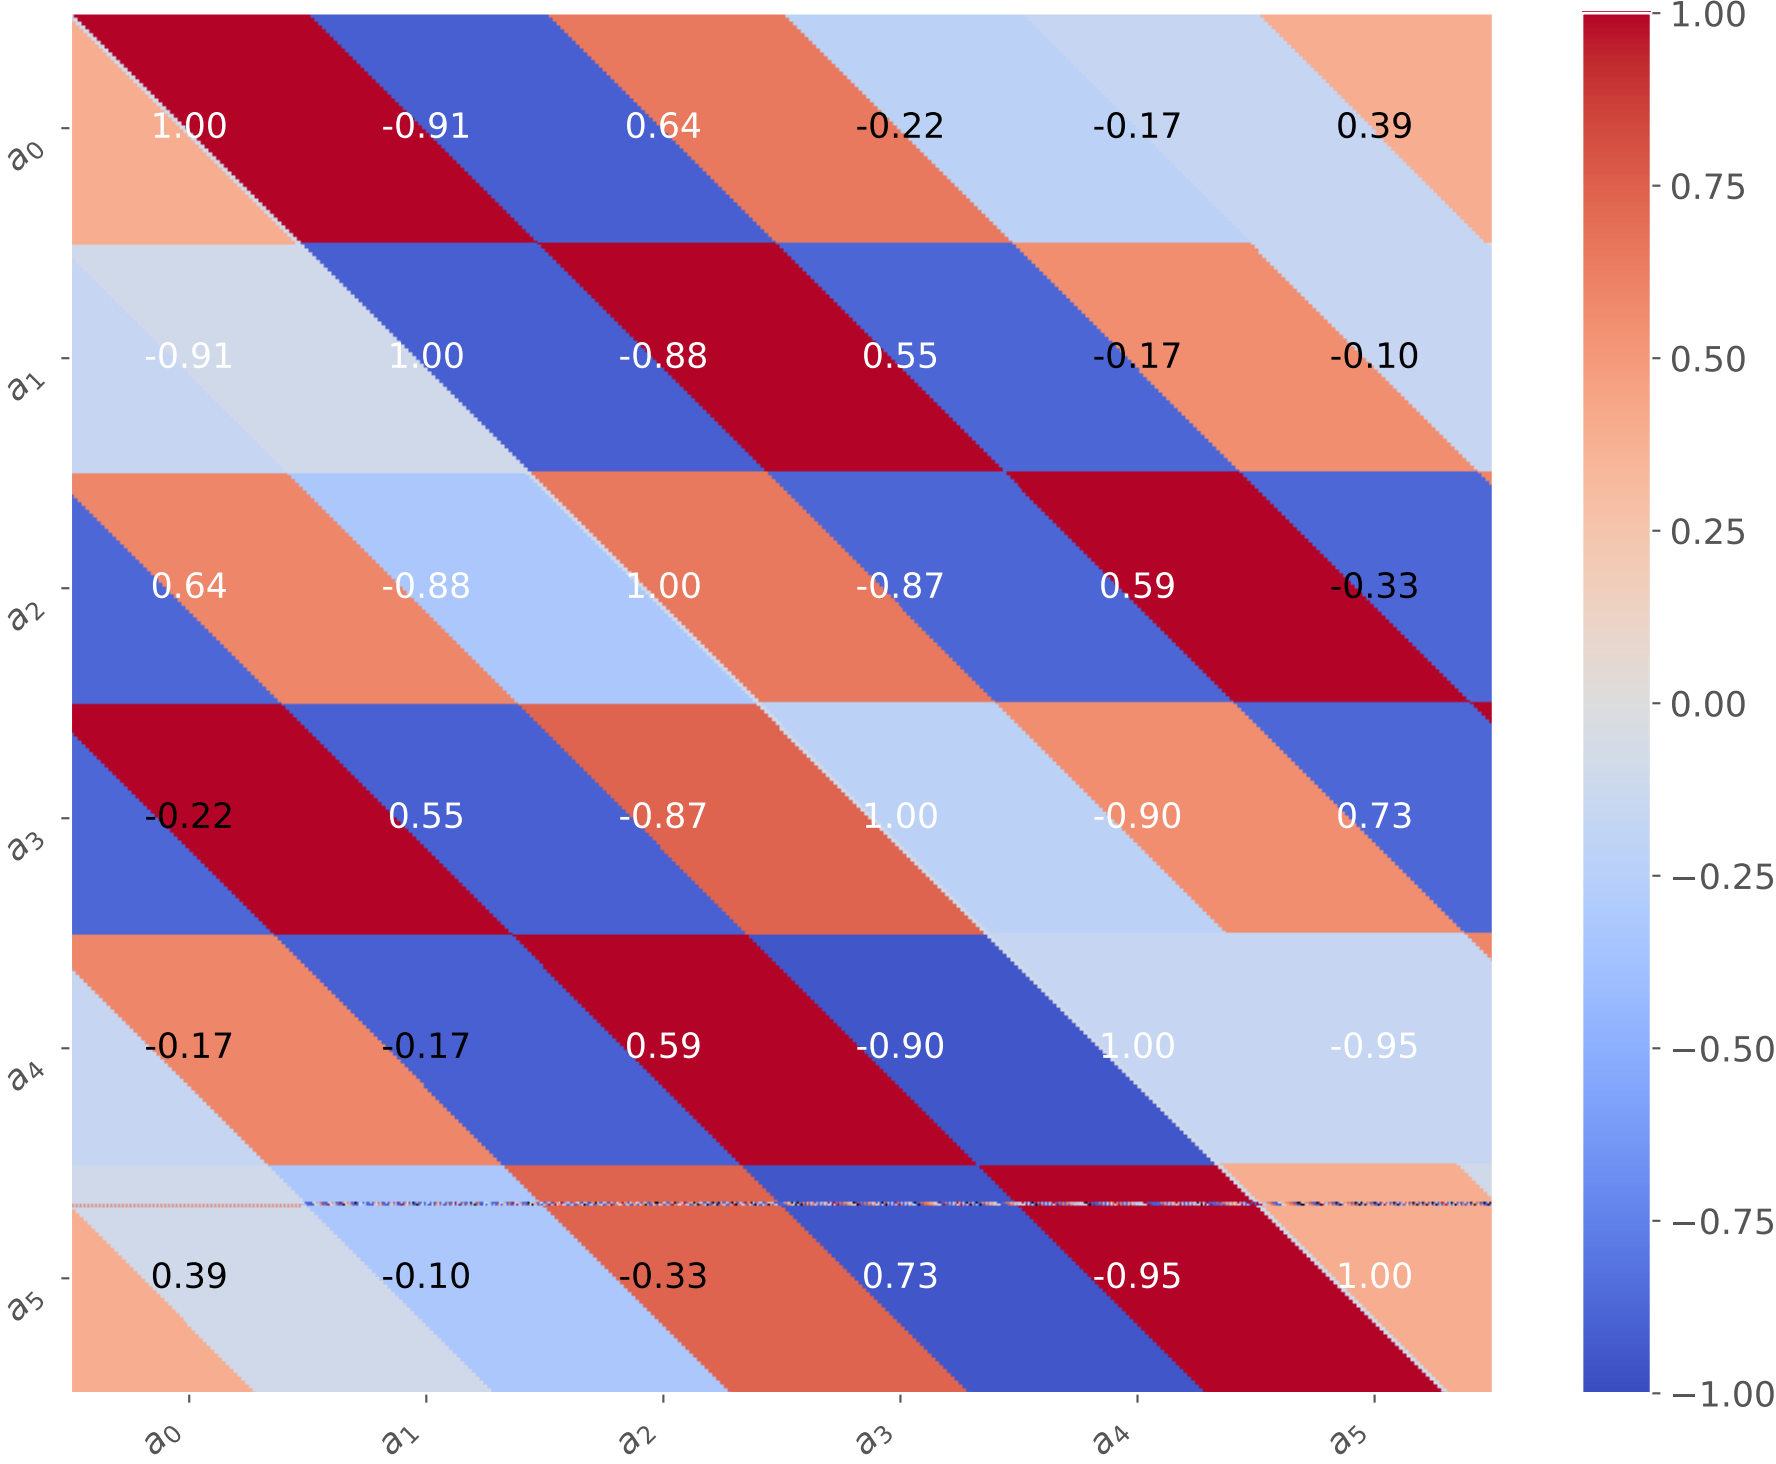 1.00
a0 1.00 -0.91 0.64 -0.22 -0.17 0.39
0.75
a1 -0.91 1.00 -0.88 0.55 -0.17 -0.10
0.50
0.25
a2 0.64 -0.88 1.00 -0.87 0.59 -0.33
0.00
a3 -0.22 0.55 -0.87 1.00 -0.90 0.73
−0.25
a4 -0.17 -0.17 0.59 -0.90 1.00 -0.95
−0.50
−0.75
a5 0.39 -0.10 -0.33 0.73 -0.95 1.00
−1.00
a0 a1 a2 a3 a4 a5